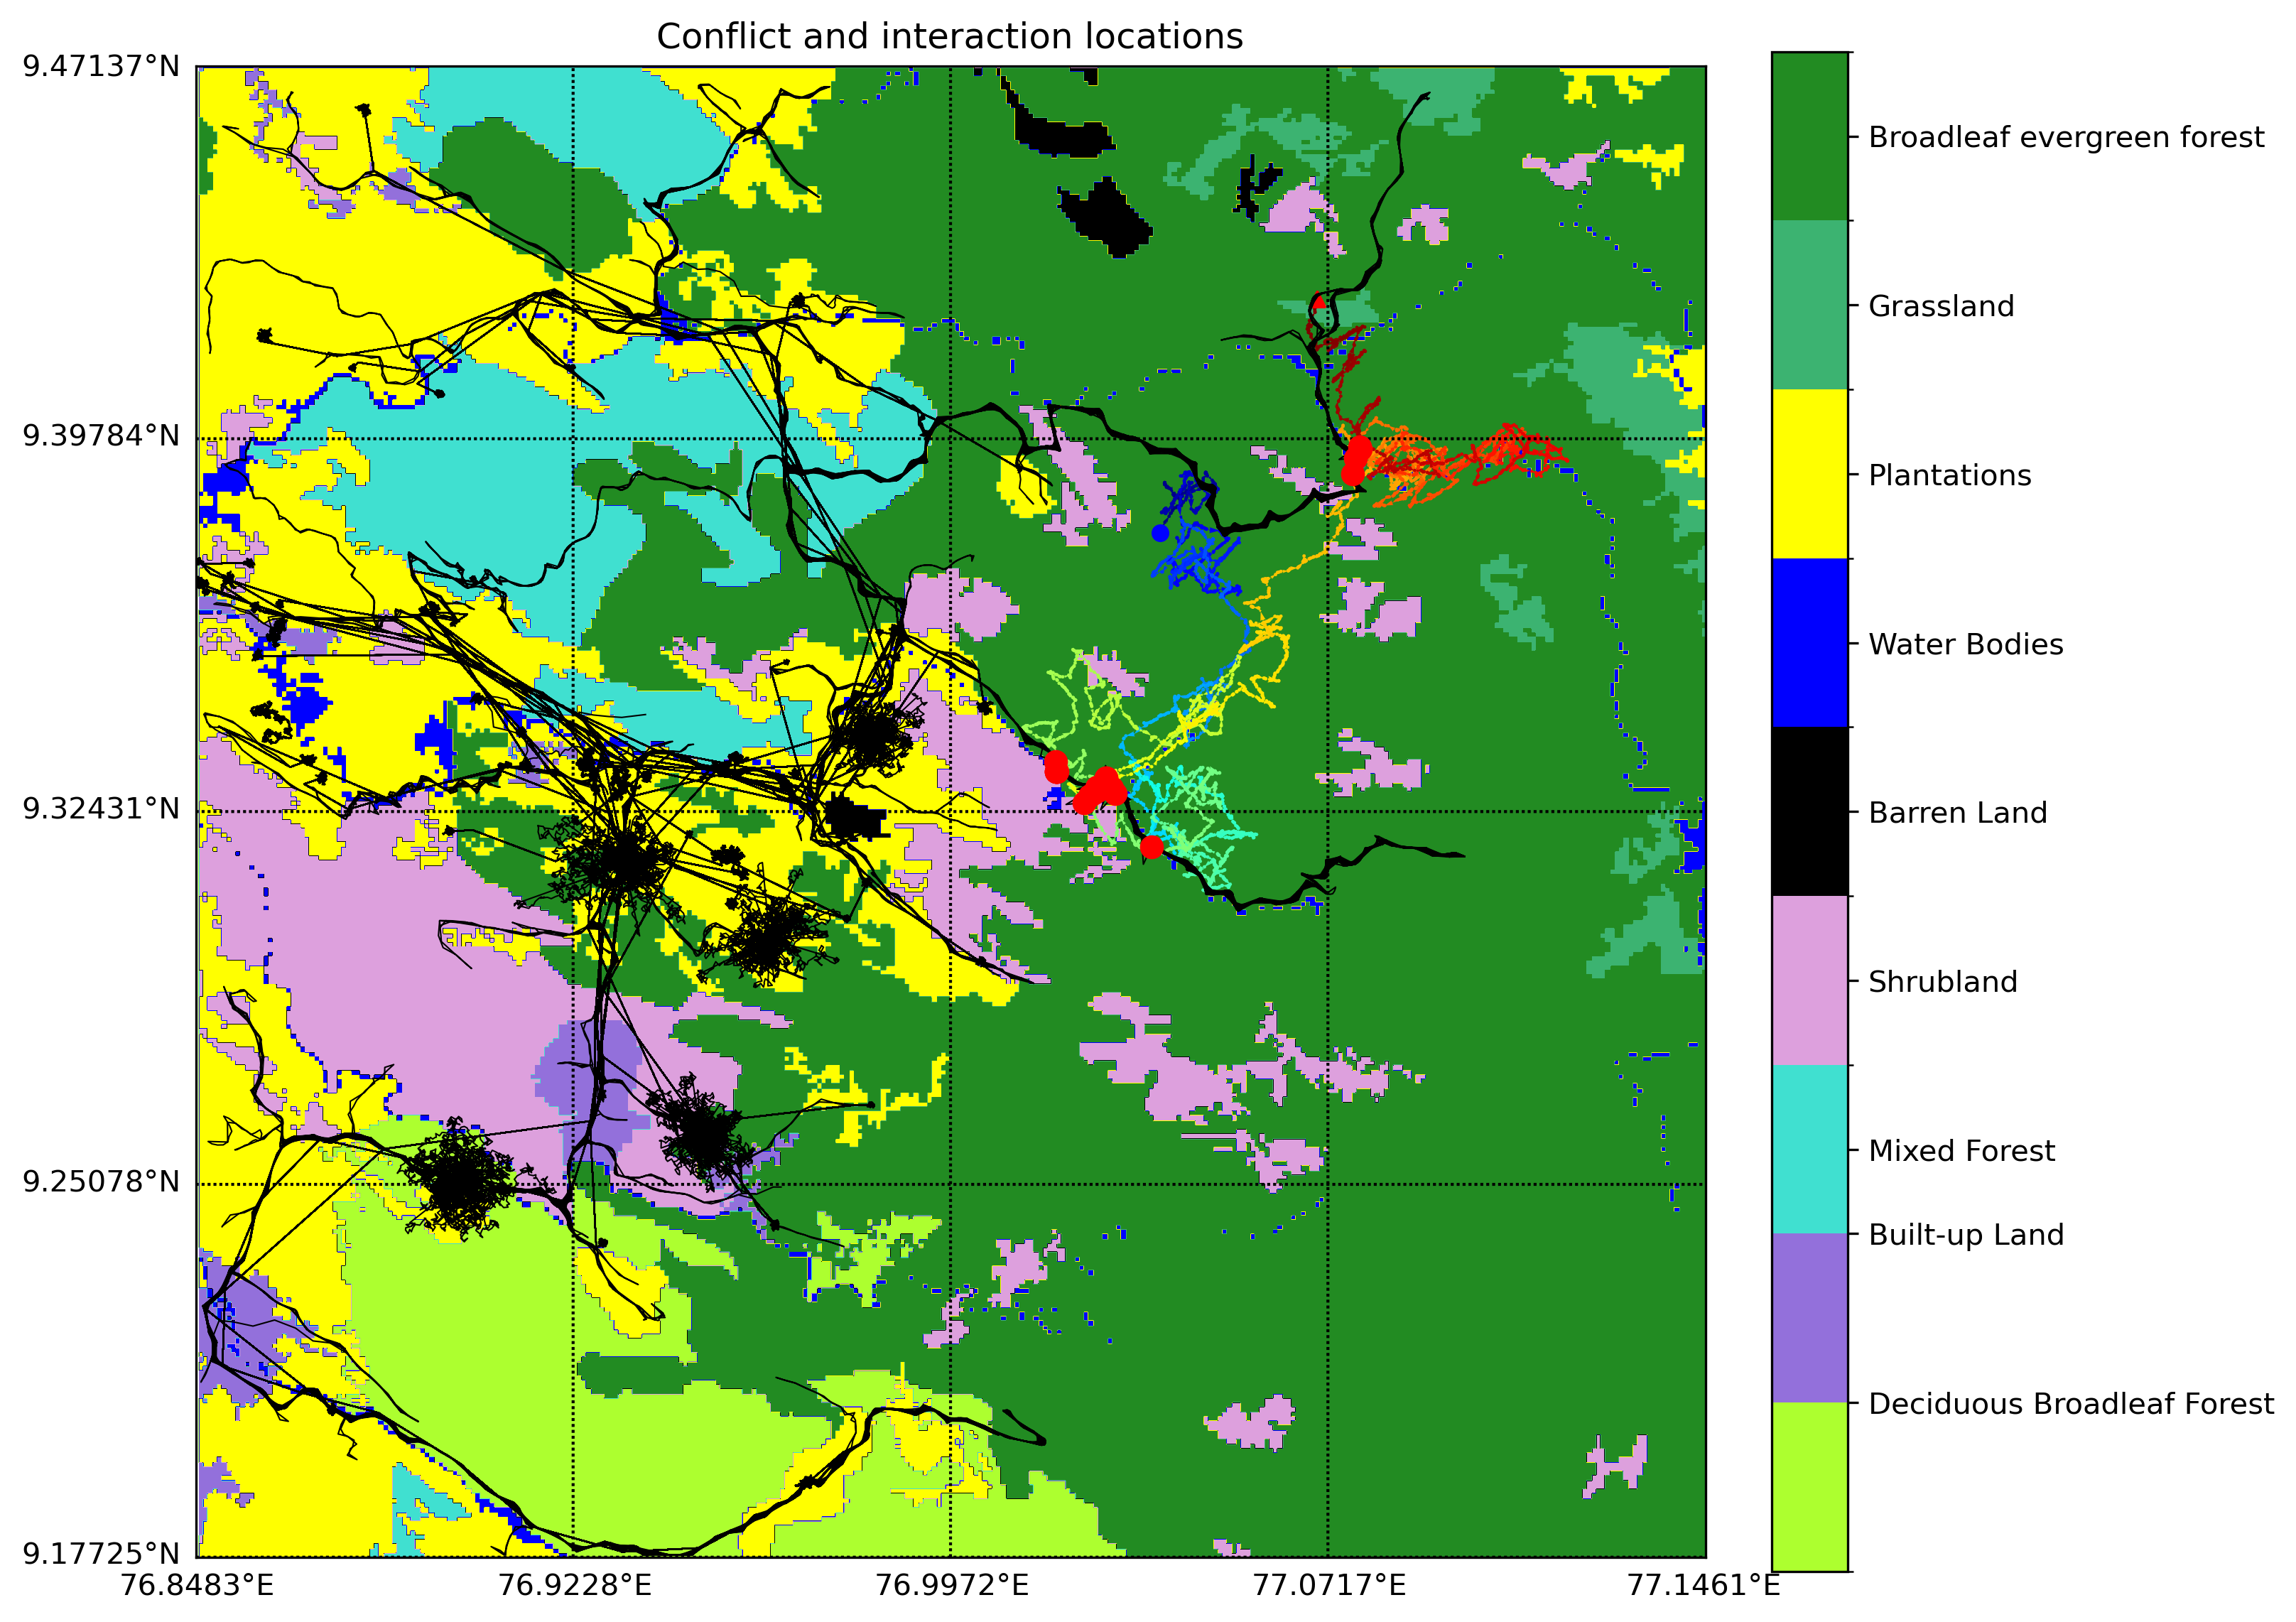 Conflict and interaction locations
9.47137°N
9.39784°N
9.32431°N
9.25078°N
9.17725°N
76.8483°E
76.9228°E
76.9972°E
77.0717°E
77.1461°E
Broadleaf evergreen forest
Grassland
Plantations
Water Bodies
Barren Land
Shrubland
Mixed Forest
Built-up Land
Deciduous Broadleaf Forest